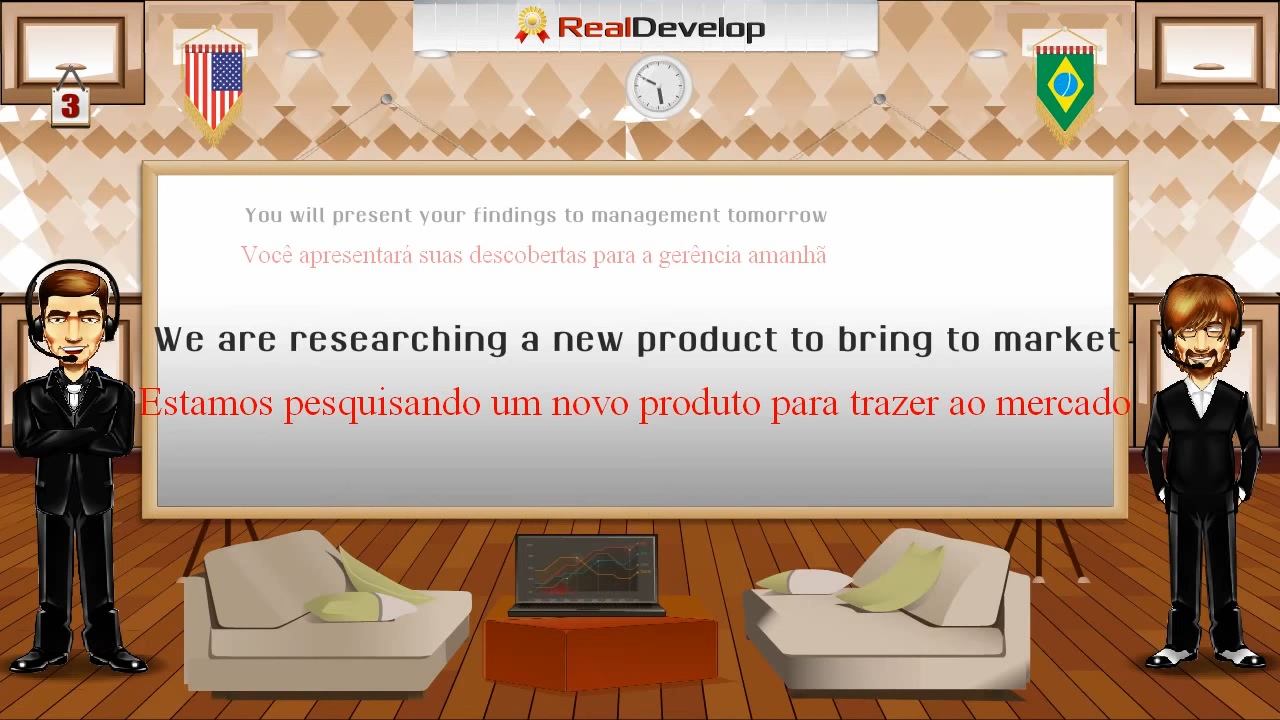 RealDevelop
3
You will present your findings to management tomorrow
Você apresentará suas descobertas para a gerência amanhã
We are researching a new product to bring to market
Estamos pesquisando um novo produto para trazer ao mercado